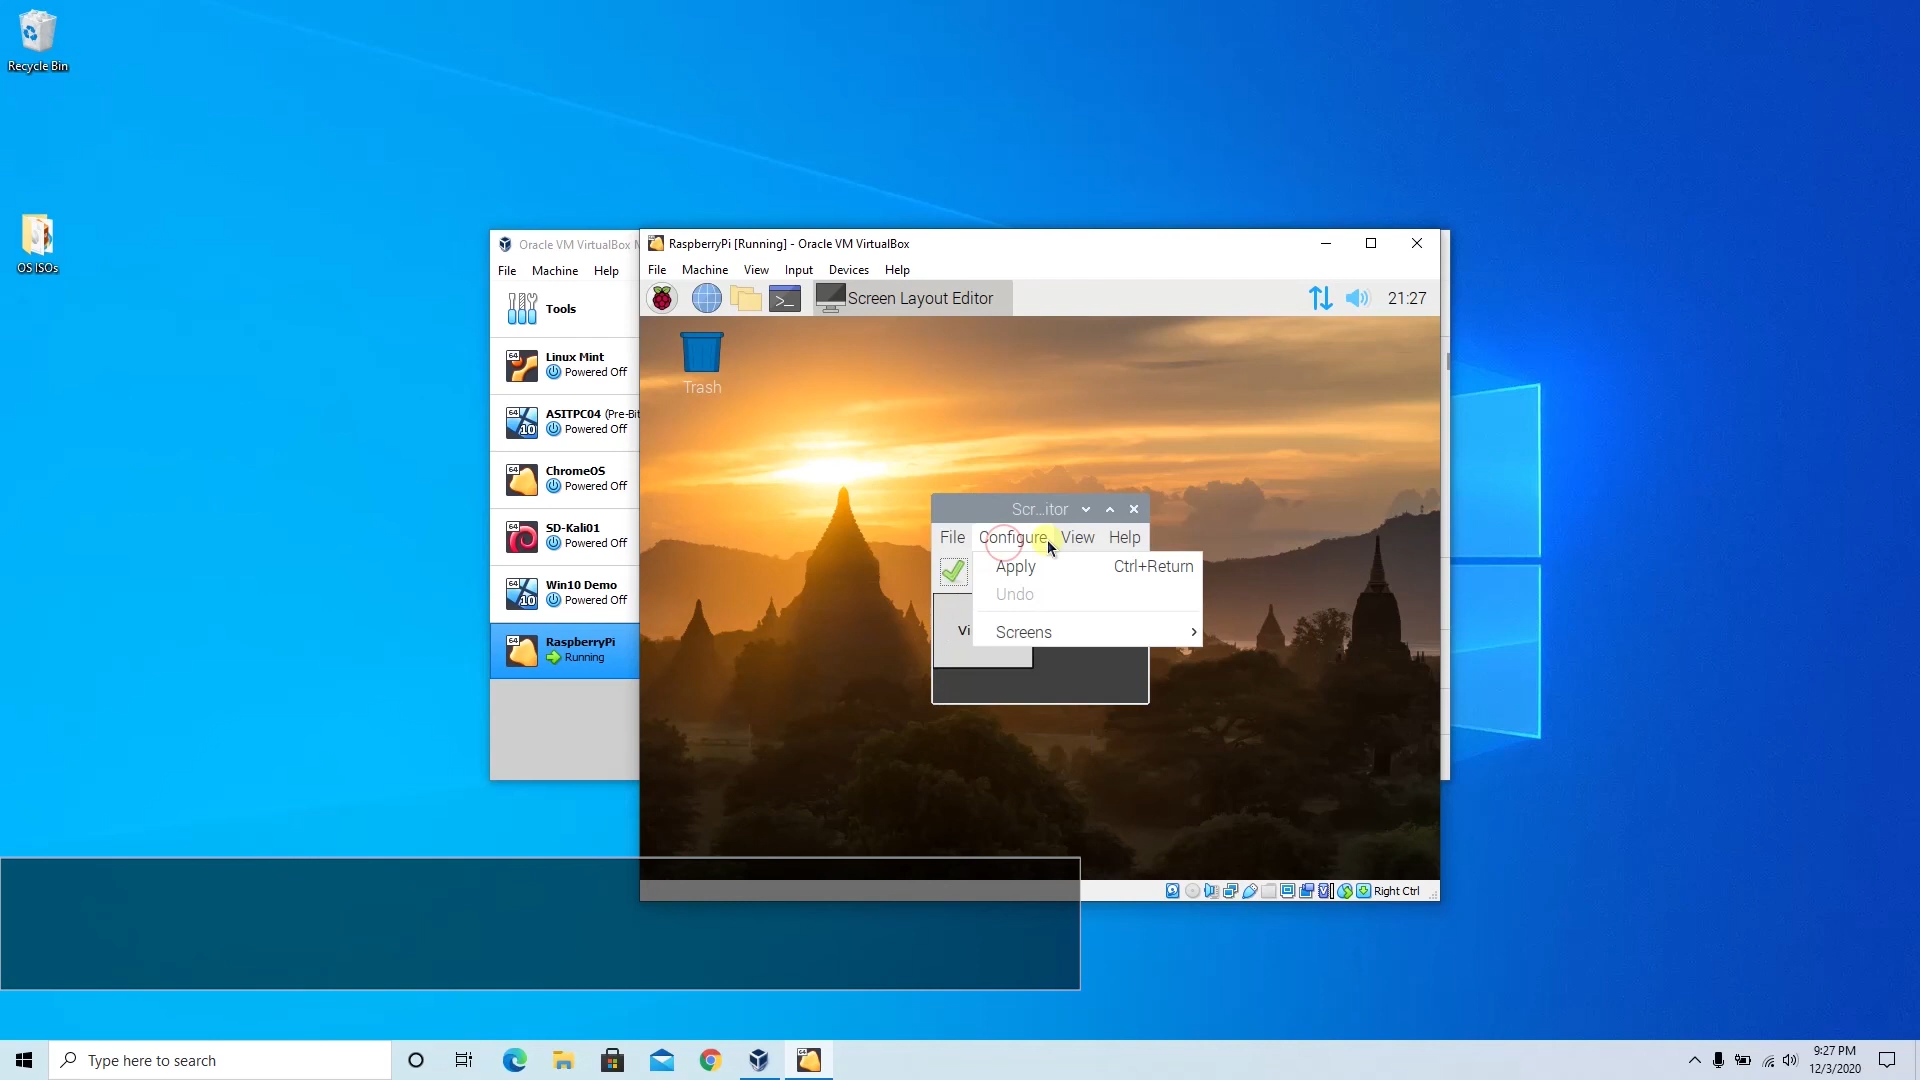 Recycle Bin
OS ISOs
Oracle VM VirtualBox M
File Machine Help
Tools
Linux Mint
Powered Off
ASITPC04 (Pre-Bit
Powered Off
ChromeOS
Powered Off
SD-Kali01
Powered Off
Win10 Demo
Powered Off
RaspberryPi
Running
RaspberryPi [Running] - Oracle VM VirtualBox
File Machine View Input Devices Help
Screen Layout Editor
21:27
Trash
Scr...itor
File Configure View Help
Apply Ctrl+Return
Undo
Screens
Vi
Right Ctrl
Type here to search
9:27 PM
12/3/2020